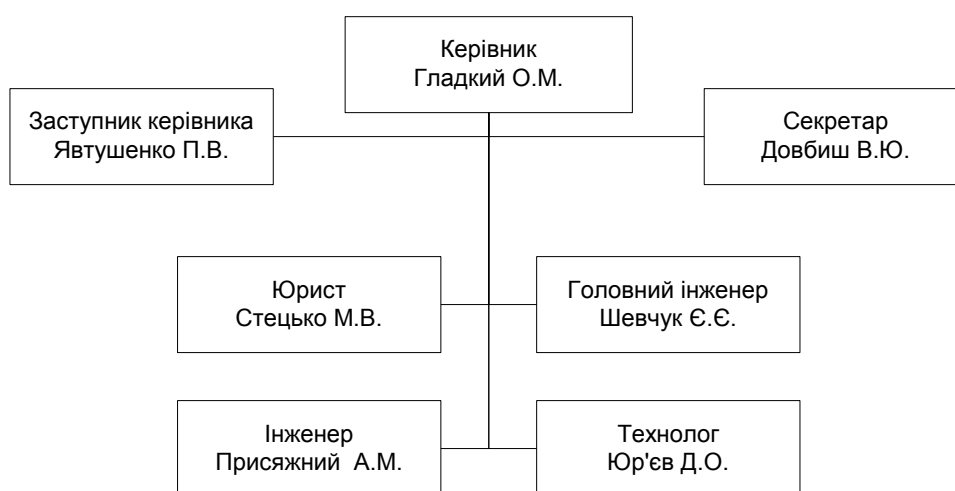 Керівник
Гладкий О.М.
Заступник керівника
Явтушенко П.В.
Секретар
Довбиш В.Ю.
Юрист
Стецько М.В.
Головний інженер
Шевчук Є.Є.
Інженер
Присяжний А.М.
Технолог
Юр'єв Д.О.